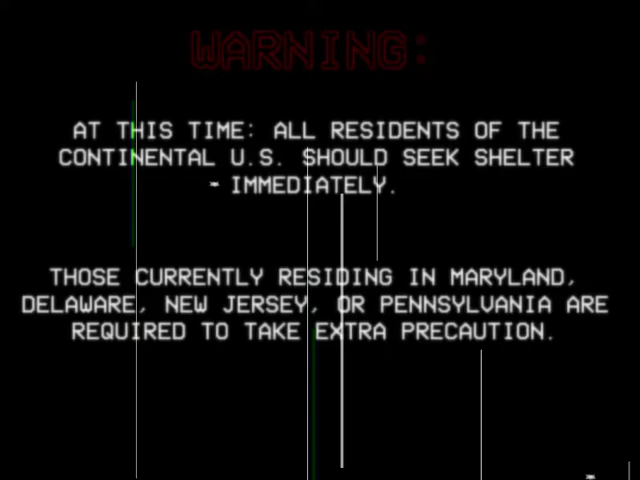 WARNING:
AT THIS TIME: ALL RESIDENTS OF THE
CONTINENTAL U.S. SHOULD SEEK SHELTER
- IMMEDIATELY.
THOSE CURRENTLY RESIDING IN MARYLAND,
DELAWARE, NEW JERSEY, OR PENNSYLVANIA ARE
REQUIRED TO TAKE EXTRA PRECAUTION.